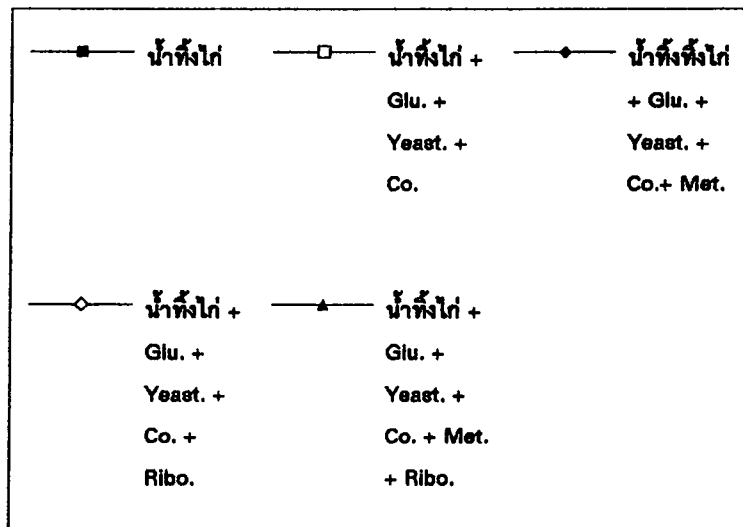 น้ำทิ้งไก่
น้ำทิ้งไก่ +
Glu. +
Yeast. +
Co.
น้ำทิ้งทิ้งไก่
+ Glu. +
Yeast. +
Co.+ Met.
น้ำทิ้งไก่ +
Glu. +
Yeast. +
Co. +
Ribo.
น้ำทิ้งไก่ +
Glu. +
Yeast. +
Co. + Met.
+ Ribo.